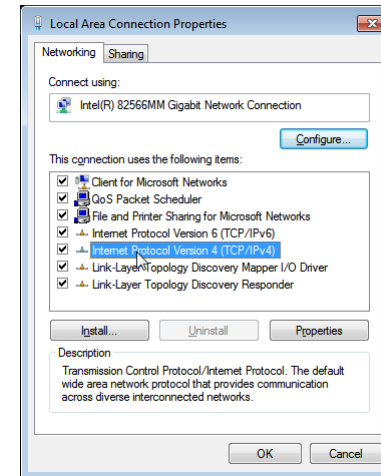 Local Area Connection Properties
Networking Sharing
Connect using:
Intel(R) 82566MM Gigabit Network Connection
Configure...
This connection uses the following items:
Client for Microsoft Networks
QoS Packet Scheduler
File and Printer Sharing for Microsoft Networks
Internet Protocol Version 6 (TCP/IPv6)
Internet Protocol Version 4 (TCP/IPv4)
Link-Layer Topology Discovery Mapper I/O Driver
Link-Layer Topology Discovery Responder
Install... Uninstall Properties
Description
Transmission Control Protocol/Internet Protocol. The default
wide area network protocol that provides communication
across diverse interconnected networks.
OK Cancel